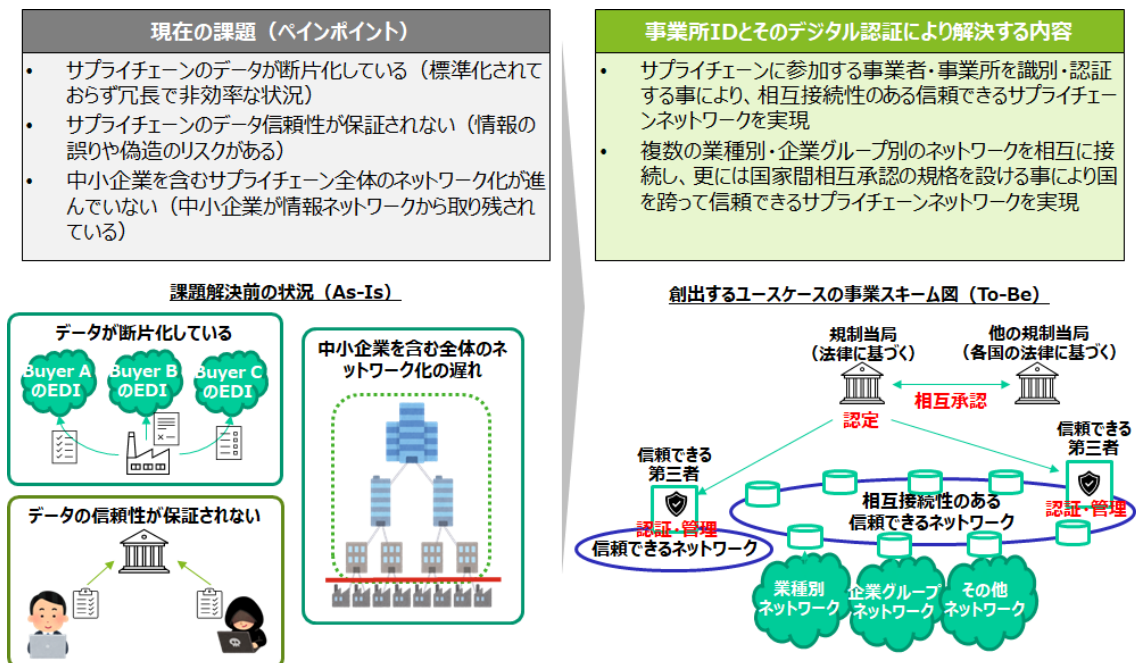 現在の課題（ペインポイント）
• サプライチェーンのデータが断片化している（標準化されて
おらず冗長で非効率な状況）
• サプライチェーンのデータ信頼性が保証されない（情報の
誤りや偽造のリスクがある）
• 中小企業を含むサプライチェーン全体のネットワーク化が進
んでいない（中小企業が情報ネットワークから取り残され
ている）
事業所IDとそのデジタル認証により解決する内容
• サプライチェーンに参加する事業者・事業所を識別・認証
する事により、相互接続性のある信頼できるサプライチェー
ンネットワークを実現
• 複数の業種別・企業グループ別のネットワークを相互に接
続し、更には国家間相互承認の規格を設ける事により国
を跨って信頼できるサプライチェーンネットワークを実現
課題解決前の状況（As-Is）
データが断片化している
Buyer A
のEDI
Buyer B
のEDI
Buyer C
のEDI
データの信頼性が保証されない
中小企業を含む全体のネ
ットワーク化の遅れ
創出するユースケースの事業スキーム図（To-Be）
規制当局
（法律に基づく）
他の規制当局
（各国の法律に基づく）
相互承認
認定
信頼できる
第三者
認証・管理
信頼できるネットワーク
信頼できる
第三者
認証・管理
相互接続性のある
信頼できるネットワーク
業種別
ネットワーク
企業グループ
ネットワーク
その他
ネットワーク